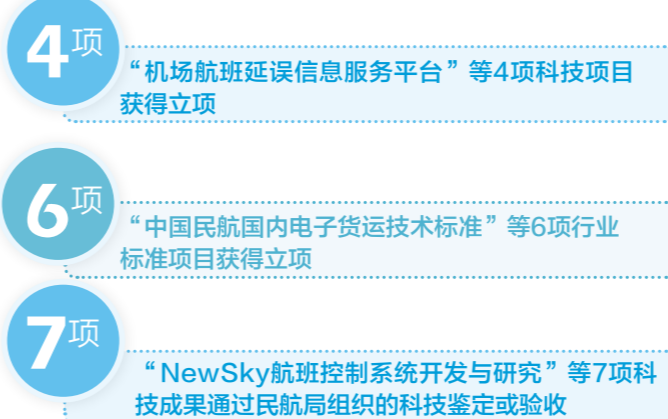 4项
“机场航班延误信息服务平台”等4项科技项目
获得立项
6项
“中国民航国内电子货运技术标准”等6项行业
标准项目获得立项
7项
“NewSky航班控制系统开发与研究”等7项科
技成果通过民航局组织的科技鉴定或验收